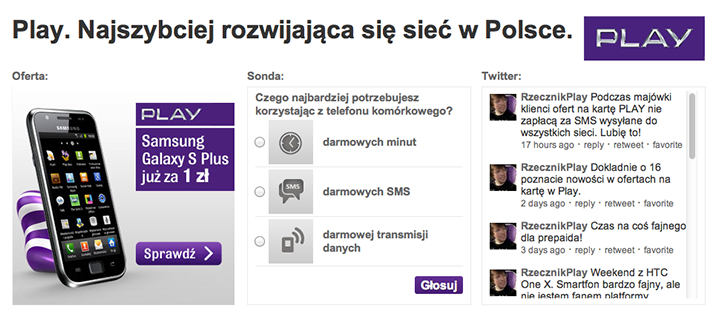 Play. Najszybciej rozwijająca się sieć w Polsce.
PLAY
Oferta:
PLAY
Samsung
Galaxy S Plus
już za 1 zł
SAMSUNG
Sprawdź
Sonda:
Czego najbardziej potrzebujesz
korzystając z telefonu komórkowego?
darmowych minut
SMS
darmowych SMS
darmowej transmisji
danych
Głosuj
Twitter:
RzecznikPlay Podczas majówki
klienci ofert na kartę PLAY nie
zapłacą za SMS wysyłane do
wszystkich sieci. Lubię to!
17 hours ago · reply · retweet · favorite
RzecznikPlay Dokladnie o 16
poznacie nowości w ofertach na
kartę w Play.
2 days ago · reply · retweet · favorite
RzecznikPlay Czas na coś fajnego
dla prepaida!
3 days ago · reply · retweet · favorite
RzecznikPlay Weekend z HTC
One X. Smartfon bardzo fajny, ale
nie jestem fanem platformy